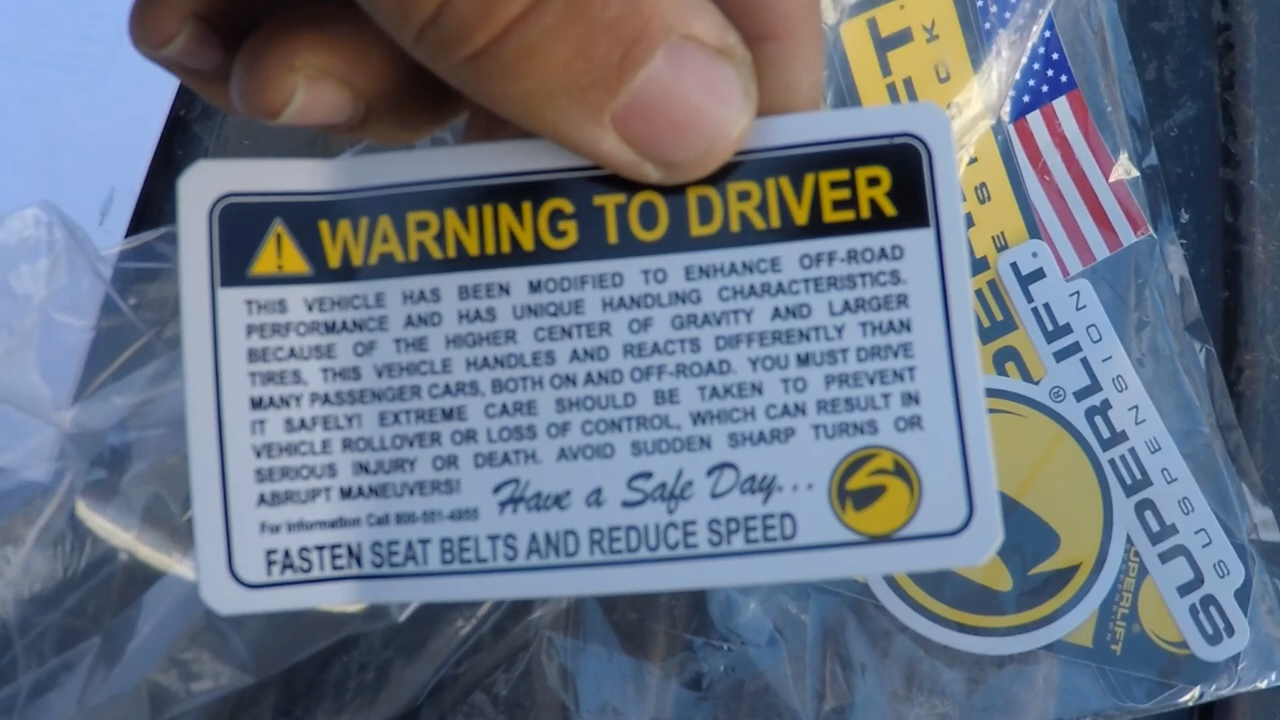 WARNING TO DRIVER
THIS VEHICLE HAS BEEN MODIFIED TO ENHANCE OFF-ROAD
PERFORMANCE AND HAS UNIQUE HANDLING CHARACTERISTICS.
BECAUSE OF THE HIGHER CENTER OF GRAVITY AND LARGER
TIRES, THIS VEHICLE HANDLES AND REACTS DIFFERENTLY THAN
MANY PASSENGER CARS, BOTH ON AND OFF-ROAD. YOU MUST DRIVE
IT SAFELY! EXTREME CARE SHOULD BE TAKEN TO PREVENT
VEHICLE ROLLOVER OR LOSS OF CONTROL, WHICH CAN RESULT IN
SERIOUS INJURY OR DEATH. AVOID SUDDEN SHARP TURNS OR
ABRUPT MANEUVERS!
For Information Call
Have a Safe Day...
FASTEN SEAT BELTS AND REDUCE SPEED
SUPERLIFT®
SUSPENSION
SUPERLIFT®